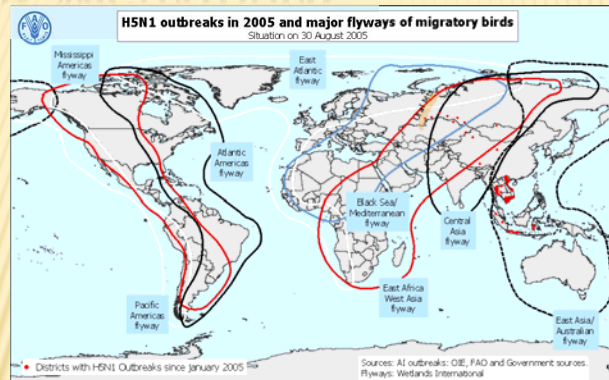 FAO
H5N1 outbreaks in 2005 and major flyways of migratory birds
Situation on 30 August 2005
Mississippi
Americas
flyway
East
Atlantic
flyway
Atlantic
Americas
flyway
Black Sea/
Mediterranean
flyway
Central
Asia
flyway
Pacific
Americas
flyway
East Africa
West Asia
flyway
East Asia/
Australian
flyway
Districts with H5N1 Outbreaks since January 2005
Sources: AI outbreaks: OIE, FAO and Government sources.
Flyways: Wetlands International